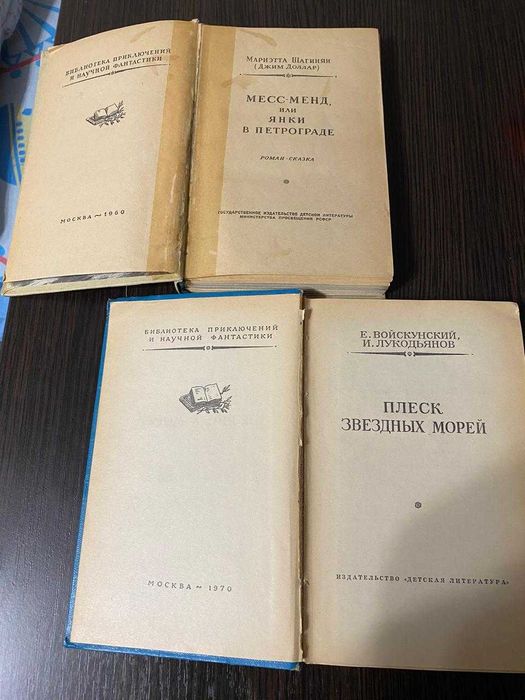 БИБЛИОТЕКА ПРИКЛЮЧЕНИЙ
И НАУЧНОЙ ФАНТАСТИКИ
МОСКВА ~ 1960
МАРИЭТТА ШАГИНЯН
(ДЖИМ ДОЛЛАР)
МЕСС-МЕНД,
ИЛИ
ЯНКИ
В ПЕТРОГРАДЕ
РОМАН-СКАЗКА
ГОСУДАРСТВЕННОЕ ИЗДАТЕЛЬСТВО ДЕТСКОЙ ЛИТЕРАТУРЫ
МИНИСТЕРСТВА ПРОСВЕЩЕНИЯ РСФСР
БИБЛИОТЕКА ПРИКЛЮЧЕНИЙ
И НАУЧНОЙ ФАНТАСТИКИ
МОСКВА ~ 1970
Е. ВОЙСКУНСКИЙ,
И. ЛУКОДЬЯНОВ
ПЛЕСК
ЗВЕЗДНЫХ МОРЕЙ
ИЗДАТЕЛЬСТВО «ДЕТСКАЯ ЛИТЕРАТУРА»